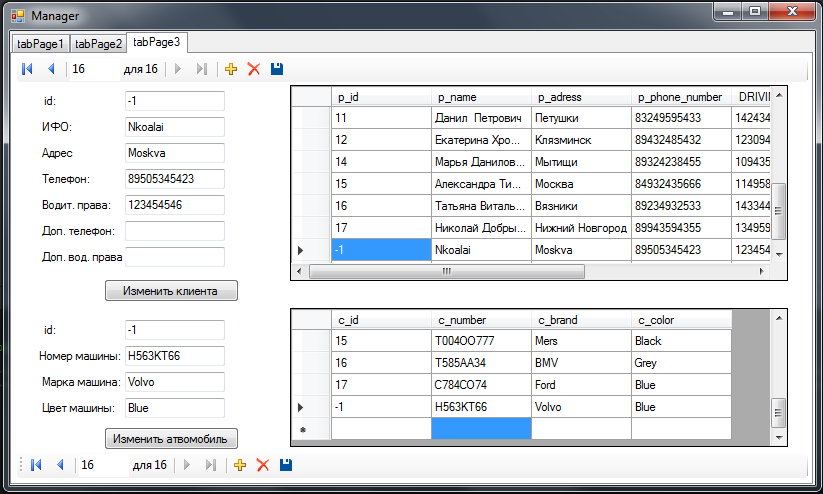 Manager
tabPage1 tabPage2 tabPage3
16 для 16
id: -1
ИФО: Nkoalai
Адрес Moskva
Телефон: 89505345423
Водит. права: 123454546
Доп. телефон:
Доп. вод. права
Изменить клиента
p_id p_name p_adress p_phone_number DRIVI
11 Данил Петрович Петушки 83249595433 142434
12 Екатерина Хро... Клязминск 89432485432 123094
14 Марья Данилов... Мытищи 89324238455 109435
15 Александра Ти... Москва 84932435666 114958
16 Татьяна Виталь... Вязники 89234932533 143344
17 Николай Добры... Нижний Новгород 89943594355 134959
-1 Nkoalai Moskva 89505345423 123454
id: -1
Номер машины: H563KT66
Марка машина: Volvo
Цвет машины: Blue
Изменить атвомобиль
c_id c_number c_brand c_color
15 T004OO777 Mers Black
16 T585AA34 BMV Grey
17 C784CO74 Ford Blue
-1 H563KT66 Volvo Blue
16 для 16